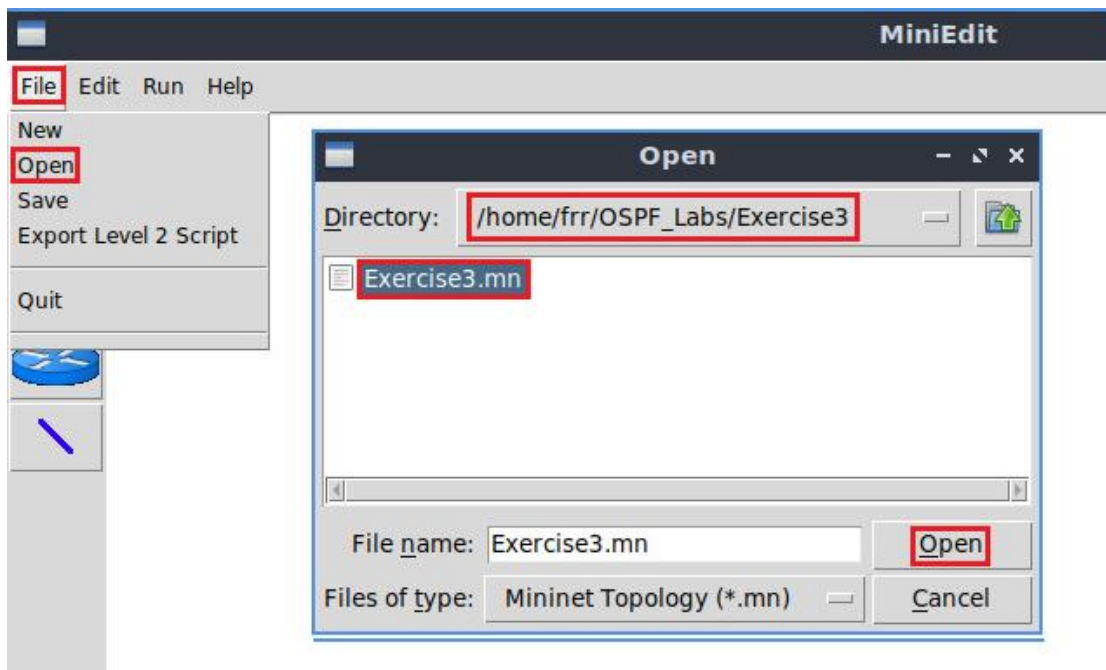 MiniEdit
File Edit Run Help
New
Open
Save
Export Level 2 Script
Quit
Open
Directory: /home/frr/OSPF_Labs/Exercise3
Exercise3.mn
File name: Exercise3.mn
Open
Files of type: Mininet Topology (*.mn)
Cancel